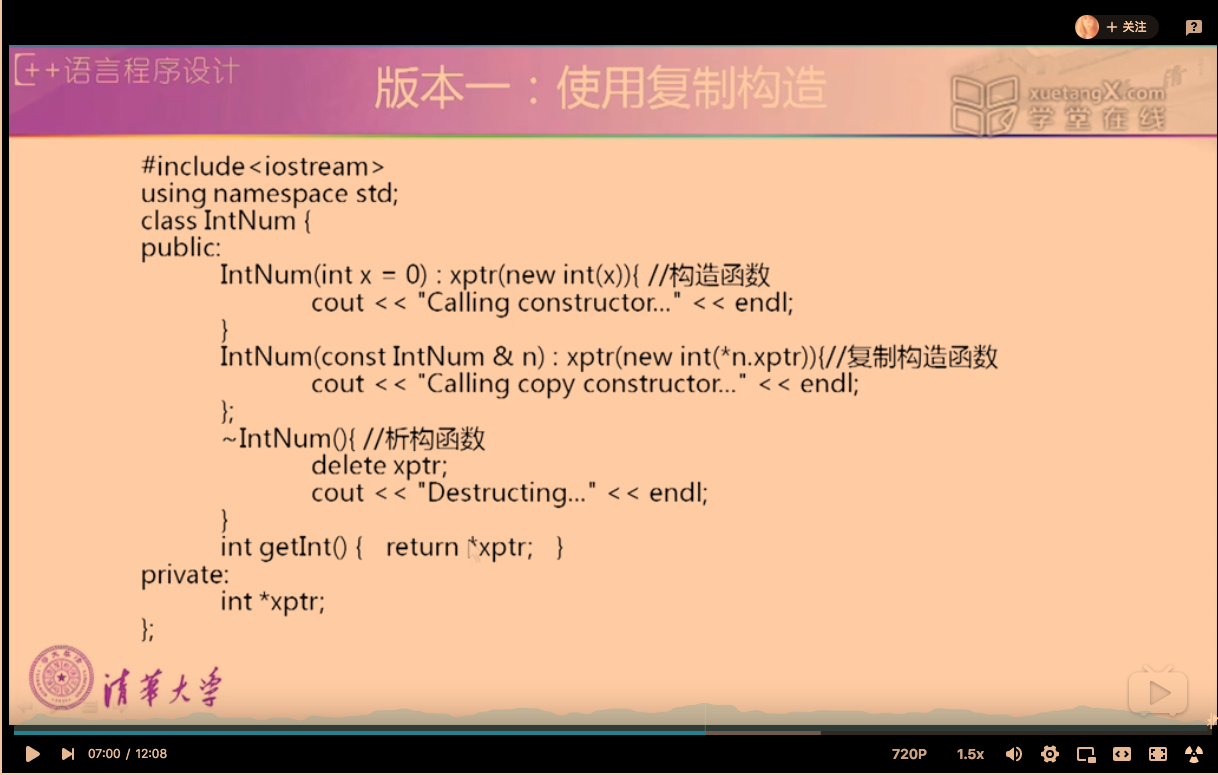 + 关注
?
C++语言程序设计
版本一：使用复制构造
清
xuetangX.com
学堂在线
#include<iostream>
using namespace std;
class IntNum {
public:
IntNum(int x = 0) : xptr(new int(x)){ //构造函数
cout << "Calling constructor..." << endl;
}
IntNum(const IntNum & n) : xptr(new int(*n.xptr)){//复制构造函数
cout << "Calling copy constructor..." << endl;
};
~IntNum(){ //析构函数
delete xptr;
cout << "Destructing..." << endl;
}
int getInt() { return *xptr; }
private:
int *xptr;
};
清华大学
07:00 / 12:08
720P
1.5x